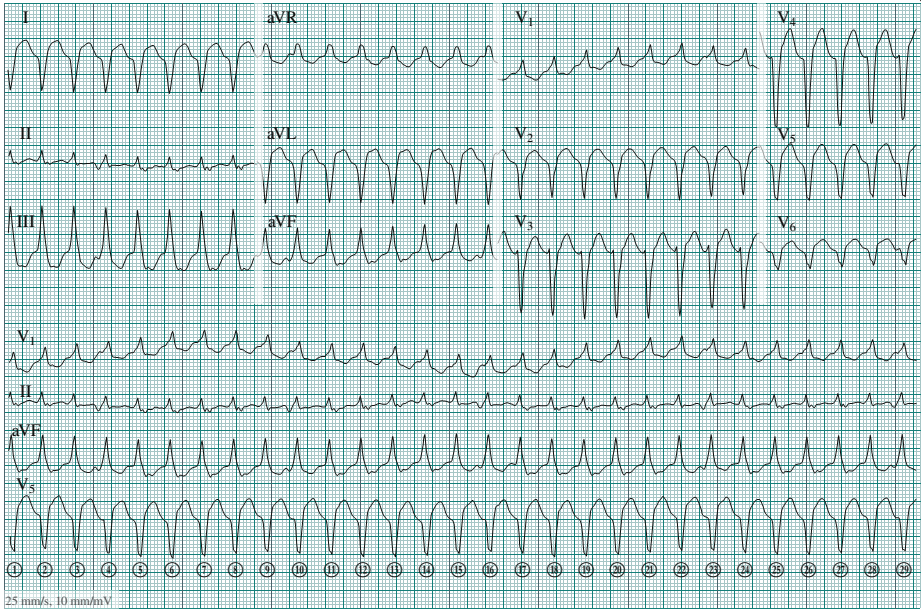 I aVR V1 V4
II aVL V2 V5
III aVF V3 V6
V1
II
aVF
V5
1 2 3 4 5 6 7 8 9 10 11 12 13 14 15 16 17 18 19 20 21 22 23 24 25 26 27 28 29
25 mm/s, 10 mm/mV